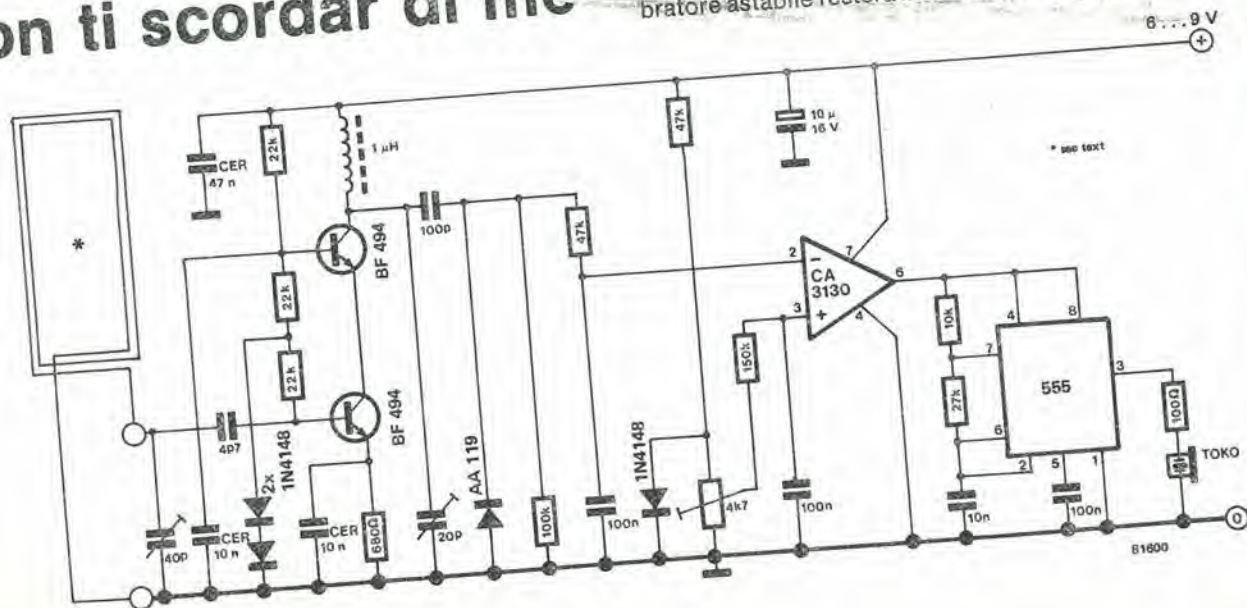 on ti scordar di me
bratore astabile
6...9 V
+
CER
47 n
22k
1 µH
47k
10 µ
16 V
* see text
*
BF 494
100p
47k
22k
22k
2
7
−
CA
3130
6
3
+
4
150k
10k
4
8
7
555
3
27k
6
2
5
1
100Ω
TOKO
4p7
2x
1N4148
BF 494
AA 119
1N4148
40p
CER
10 n
CER
10 n
680Ω
20p
100k
100n
4k7
100n
10n
100n
0
81600